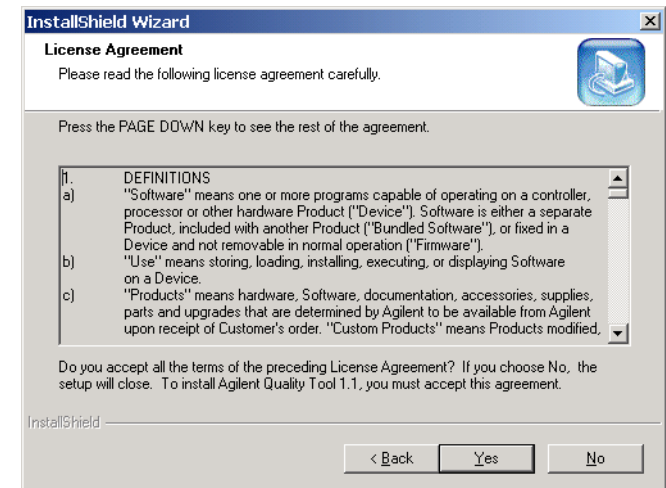 InstallShield Wizard
License Agreement
Please read the following license agreement carefully.
Press the PAGE DOWN key to see the rest of the agreement.
1. DEFINITIONS
a) "Software" means one or more programs capable of operating on a controller,
processor or other hardware Product ("Device"). Software is either a separate
Product, included with another Product ("Bundled Software"), or fixed in a
Device and not removable in normal operation ("Firmware").
b) "Use" means storing, loading, installing, executing, or displaying Software
on a Device.
c) "Products" means hardware, Software, documentation, accessories, supplies,
parts and upgrades that are determined by Agilent to be available from Agilent
upon receipt of Customer's order. "Custom Products" means Products modified,
Do you accept all the terms of the preceding License Agreement? If you choose No, the
setup will close. To install Agilent Quality Tool 1.1, you must accept this agreement.
InstallShield
< Back Yes No